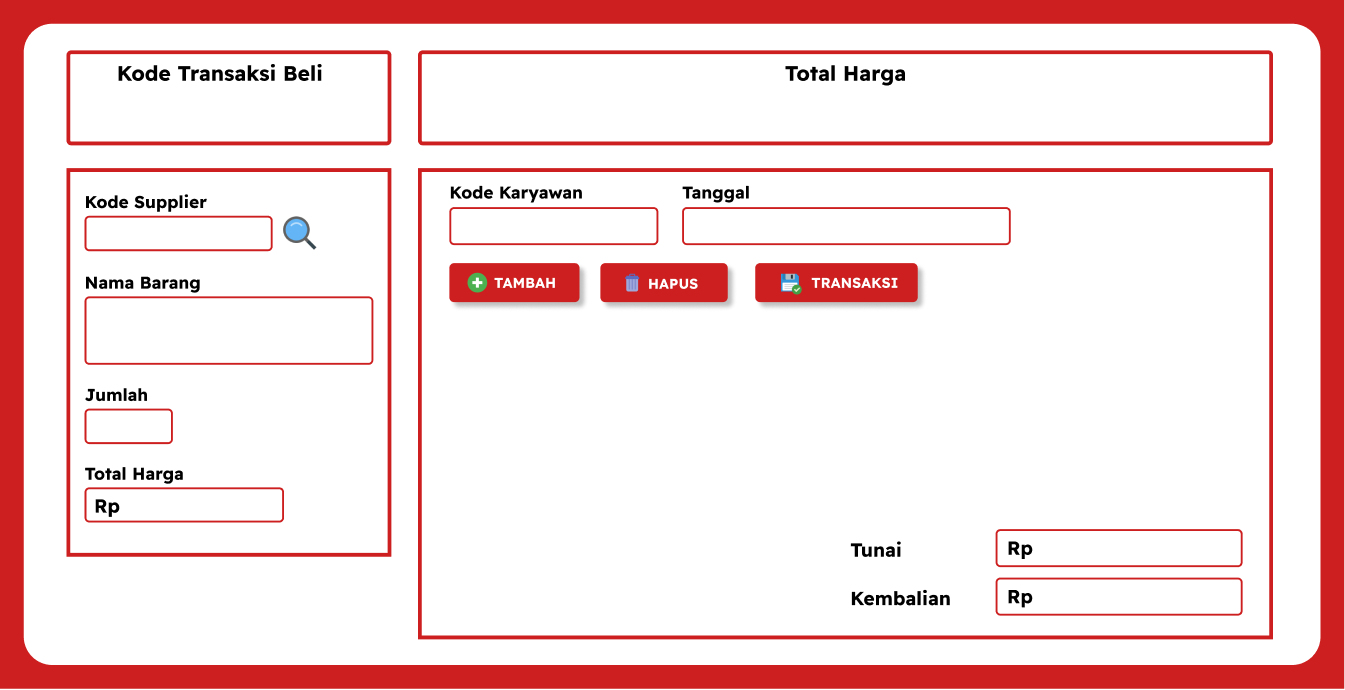 Kode Transaksi Beli
Total Harga
Kode Supplier
Nama Barang
Jumlah
Total Harga
Rp
Kode Karyawan
Tanggal
TAMBAH
HAPUS
TRANSAKSI
Tunai
Rp
Kembalian
Rp